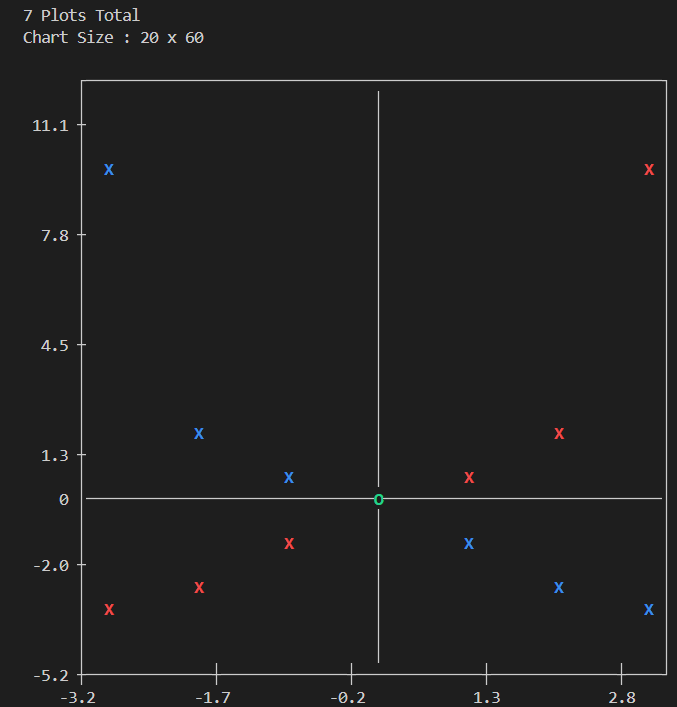 7 Plots Total
Chart Size : 20 x 60
11.1
X X
7.8
4.5
X X
1.3
X X
0 O
X X
-2.0
X X
X X
-5.2
-3.2 -1.7 -0.2 1.3 2.8